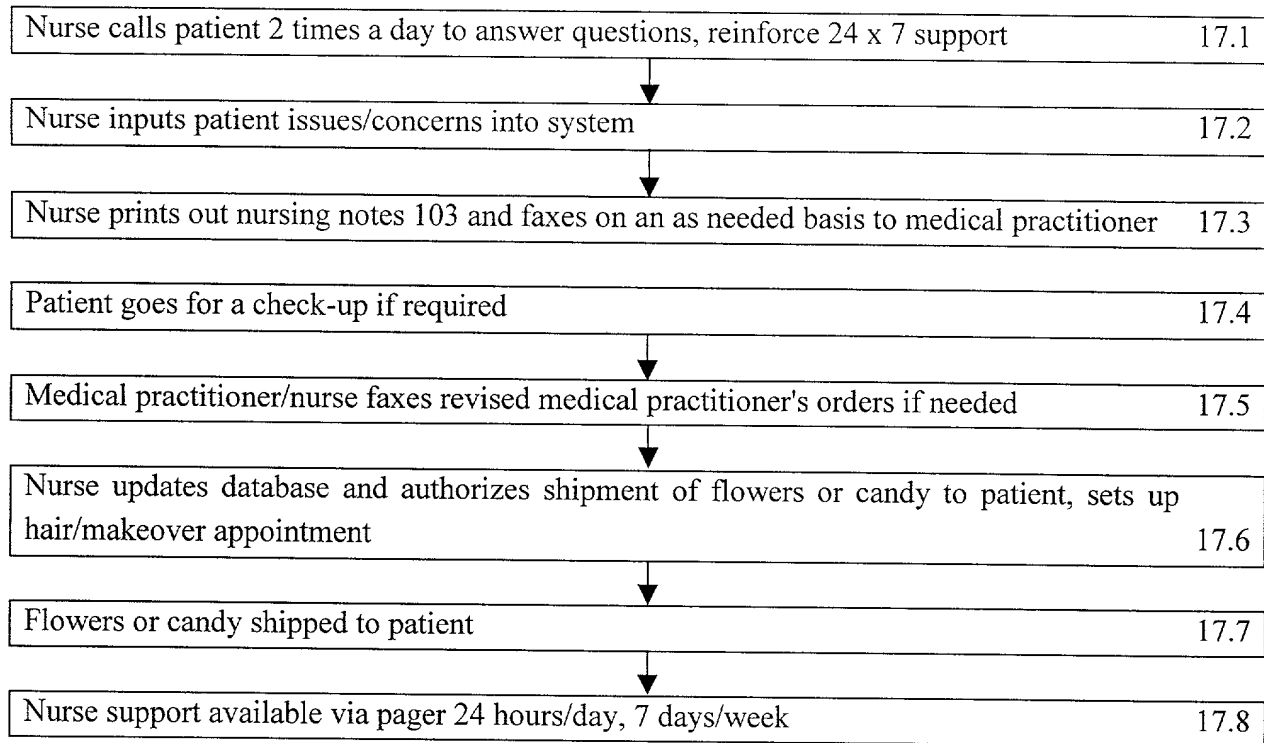 Nurse calls patient 2 times a day to answer questions, reinforce 24 x 7 support 17.1
Nurse inputs patient issues/concerns into system 17.2
Nurse prints out nursing notes 103 and faxes on an as needed basis to medical practitioner 17.3
Patient goes for a check-up if required 17.4
Medical practitioner/nurse faxes revised medical practitioner's orders if needed 17.5
Nurse updates database and authorizes shipment of flowers or candy to patient, sets up
hair/makeover appointment 17.6
Flowers or candy shipped to patient 17.7
Nurse support available via pager 24 hours/day, 7 days/week 17.8